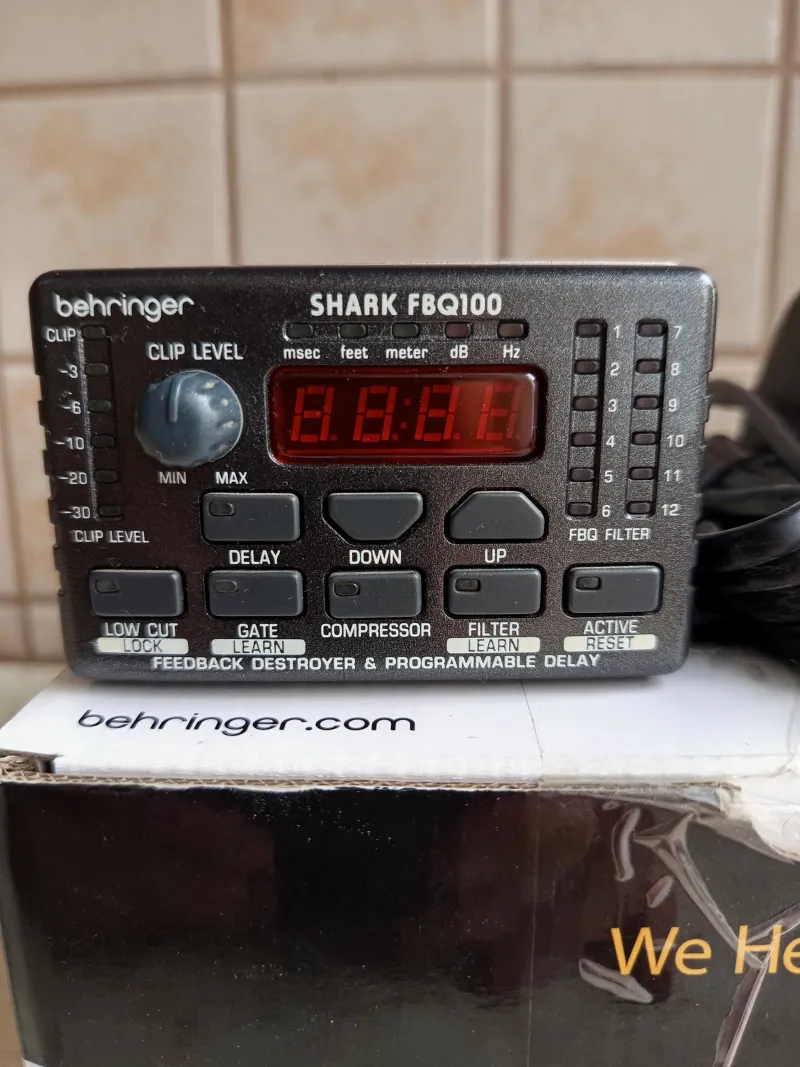 behringer
SHARK FBQ100
CLIP
-3
-6
-10
-20
-30
CLIP LEVEL
CLIP LEVEL
MIN MAX
msec feet meter dB Hz
1 7
2 8
3 9
4 10
5 11
6 12
FBQ FILTER
DELAY DOWN UP
LOW CUT GATE COMPRESSOR FILTER ACTIVE
LOCK LEARN LEARN RESET
FEEDBACK DESTROYER & PROGRAMMABLE DELAY
behringer.com
We He